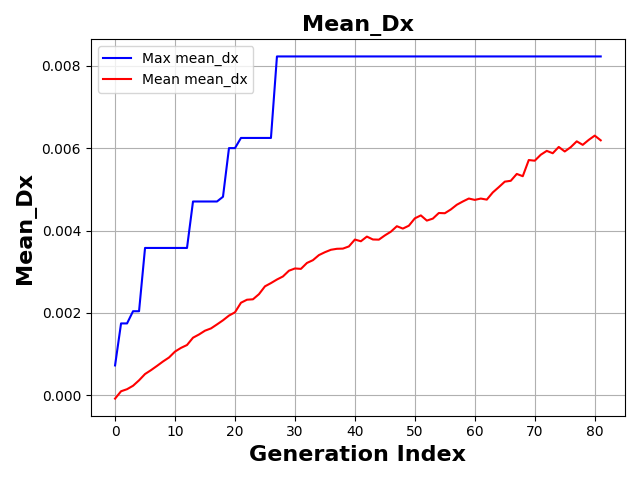 Mean_Dx
Max mean_dx
Mean mean_dx
Mean_Dx
0.008
0.006
0.004
0.002
0.000
0 10 20 30 40 50 60 70 80
Generation Index